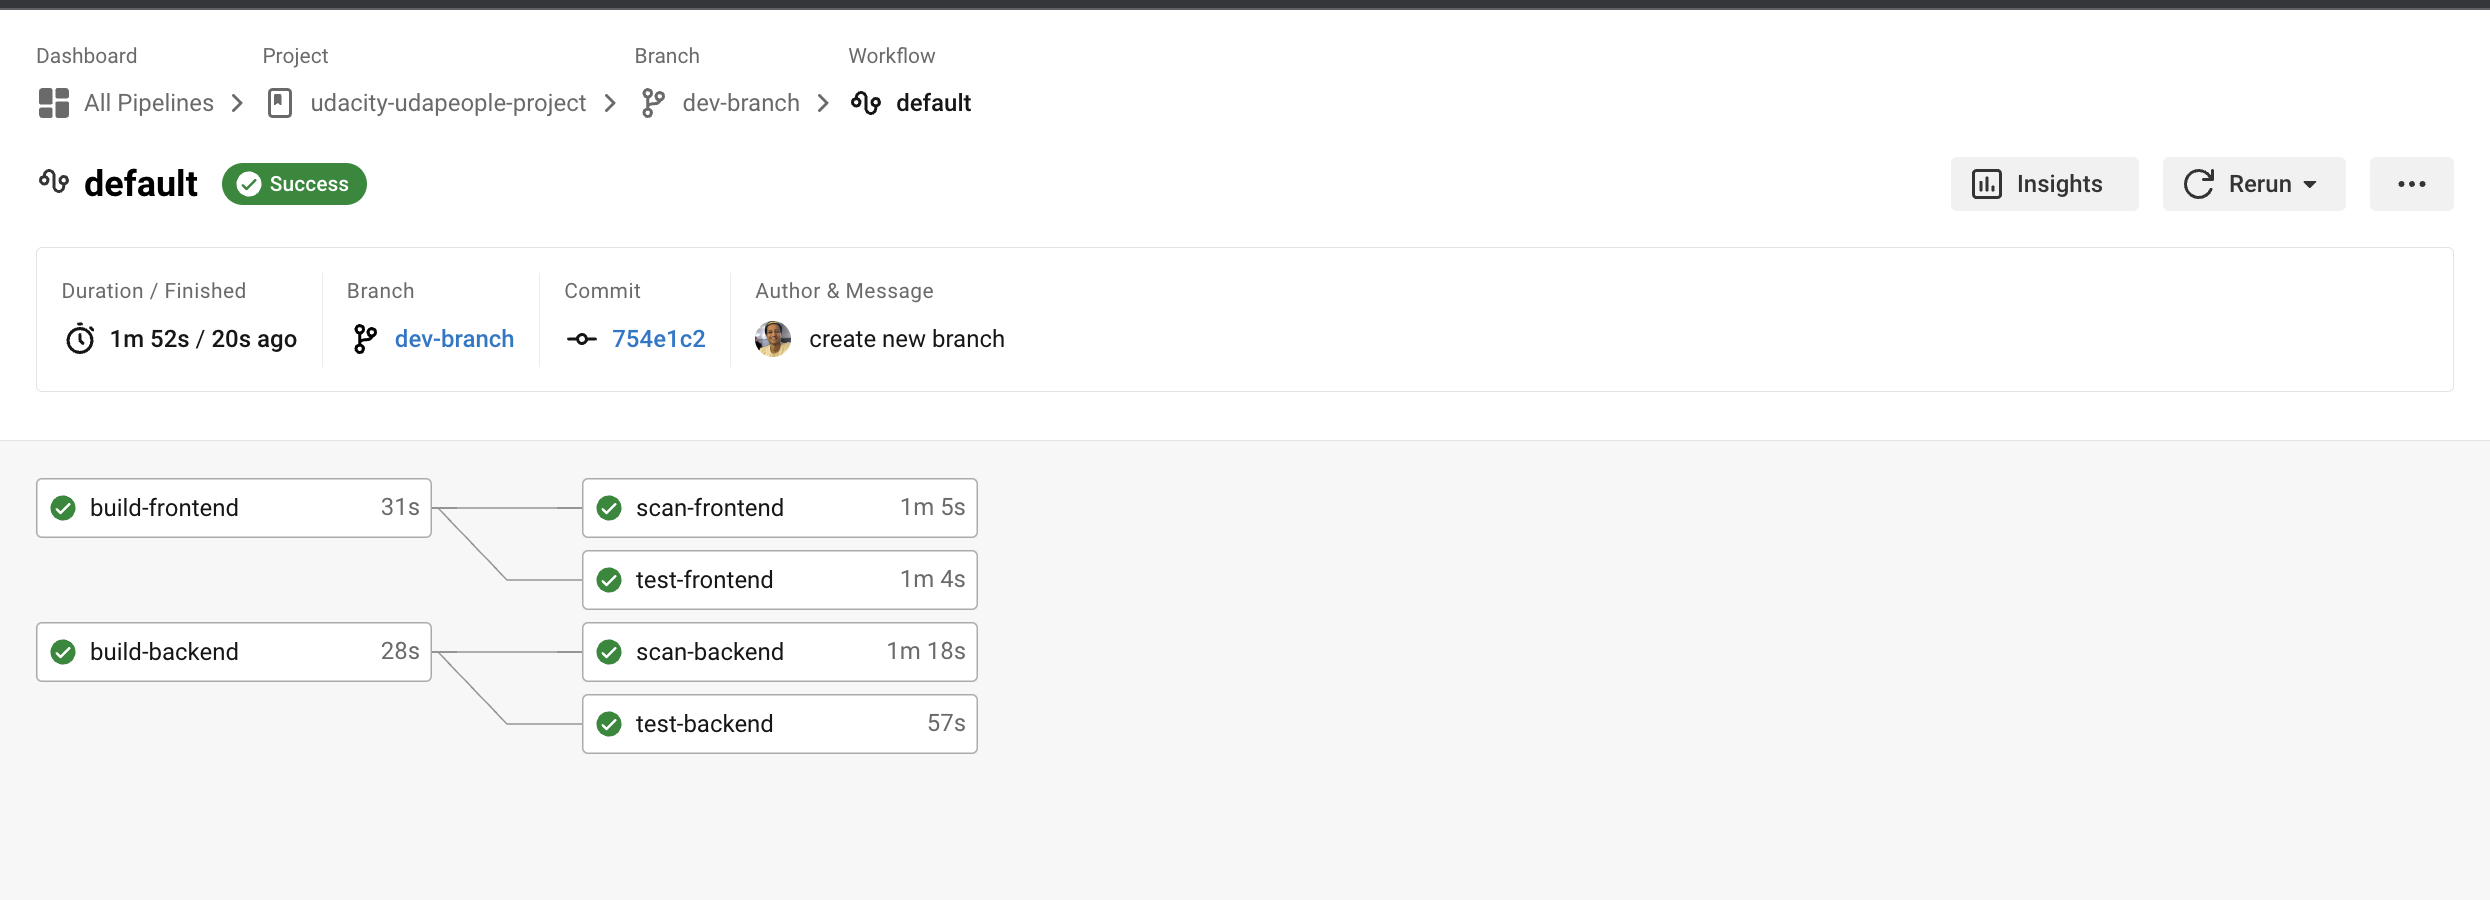 Dashboard Project Branch Workflow
All Pipelines udacity-udapeople-project dev-branch default
default Success Insights Rerun
Duration / Finished Branch Commit Author & Message
1m 52s / 20s ago dev-branch 754e1c2 create new branch
build-frontend 31s scan-frontend 1m 5s
test-frontend 1m 4s
build-backend 28s scan-backend 1m 18s
test-backend 57s